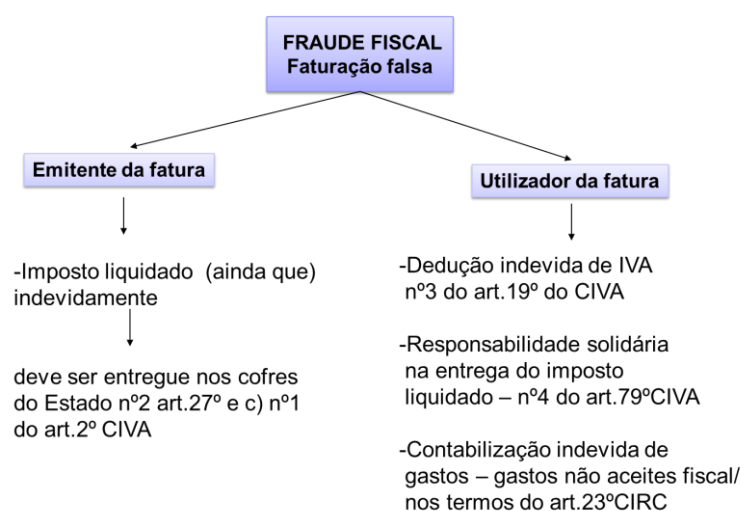 FRAUDE FISCAL
Faturação falsa
Emitente da fatura
-Imposto liquidado (ainda que)
indevidamente
deve ser entregue nos cofres
do Estado nº2 art.27º e c) nº1
do art.2º CIVA
Utilizador da fatura
-Dedução indevida de IVA
nº3 do art.19º do CIVA
-Responsabilidade solidária
na entrega do imposto
liquidado – nº4 do art.79ºCIVA
-Contabilização indevida de
gastos – gastos não aceites fiscal/
nos termos do art.23ºCIRC